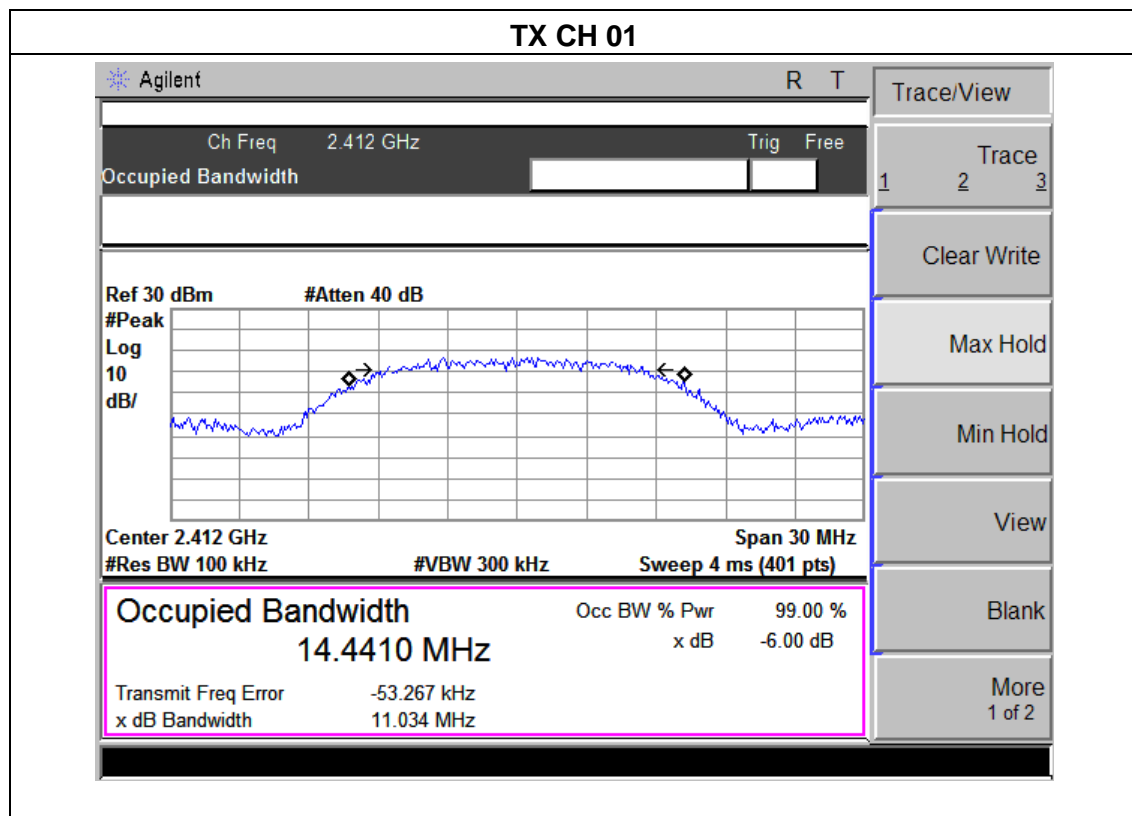 TX CH 01
Agilent R T
Trace/View
Ch Freq 2.412 GHz Trig Free
Occupied Bandwidth
Trace
1 2 3
Clear Write
Ref 30 dBm #Atten 40 dB
#Peak
Log
10
dB/
Max Hold
Min Hold
View
Center 2.412 GHz Span 30 MHz
#Res BW 100 kHz #VBW 300 kHz Sweep 4 ms (401 pts)
Occupied Bandwidth Occ BW % Pwr 99.00 %
14.4410 MHz x dB -6.00 dB
Blank
Transmit Freq Error -53.267 kHz
x dB Bandwidth 11.034 MHz
More
1 of 2